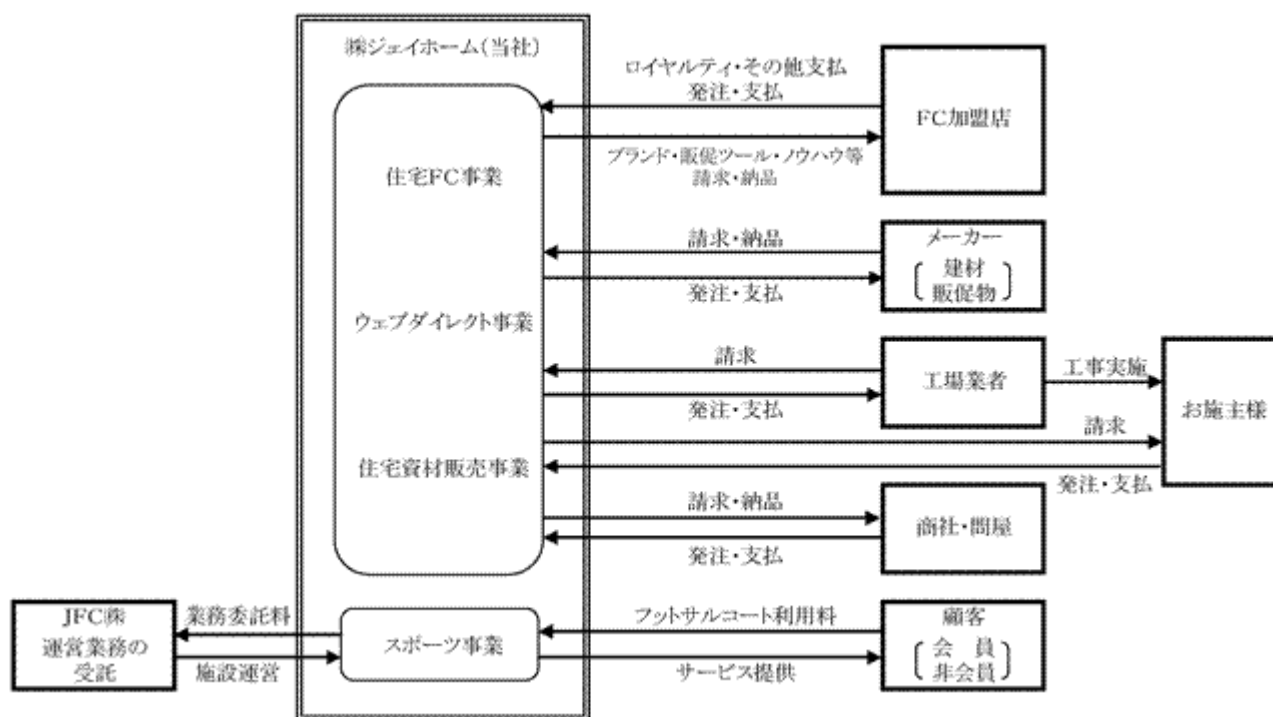 ㈱ジェイホーム(当社)
住宅FC事業
ウェブダイレクト事業
住宅資材販売事業
スポーツ事業
ロイヤルティ・その他支払
発注・支払
ブランド・販促ツール・ノウハウ等
請求・納品
FC加盟店
請求・納品
発注・支払
メーカー
建材
販促物
請求
発注・支払
工場業者
工事実施
お施主様
請求
発注・支払
請求・納品
発注・支払
商社・問屋
JFC㈱
運営業務の
受託
業務委託料
施設運営
フットサルコート利用料
サービス提供
顧客
会 員
非会員